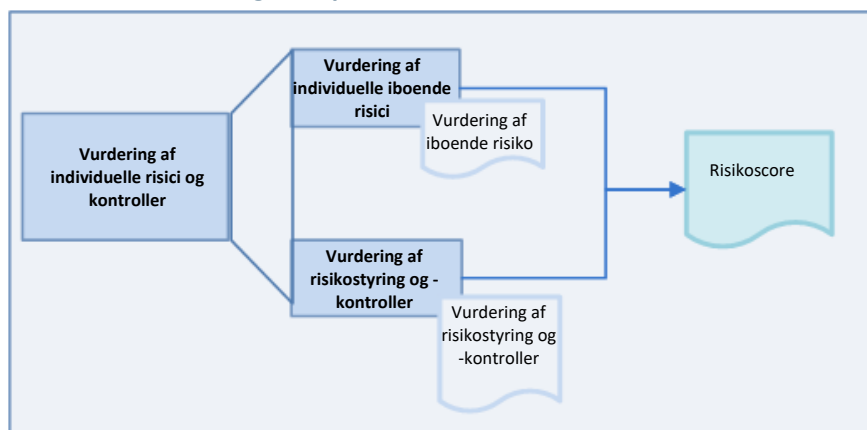 Vurdering af
individuelle risici og
kontroller
Vurdering af
individuelle iboende
risici
Vurdering af
iboende risiko
Vurdering af
risikostyring og -
kontroller
Vurdering af
risikostyring og
-kontroller
Risikoscore